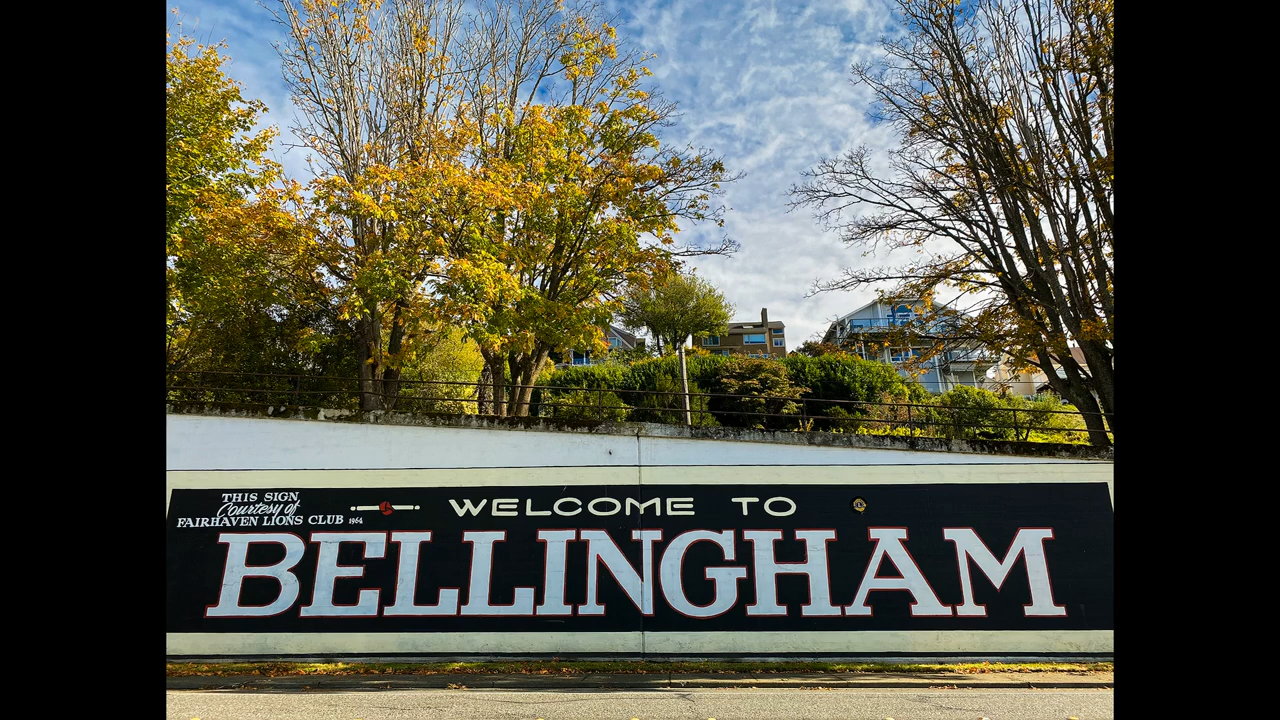 THIS SIGN
Courtesy of
FAIRHAVEN LIONS CLUB 1964
WELCOME TO
BELLINGHAM